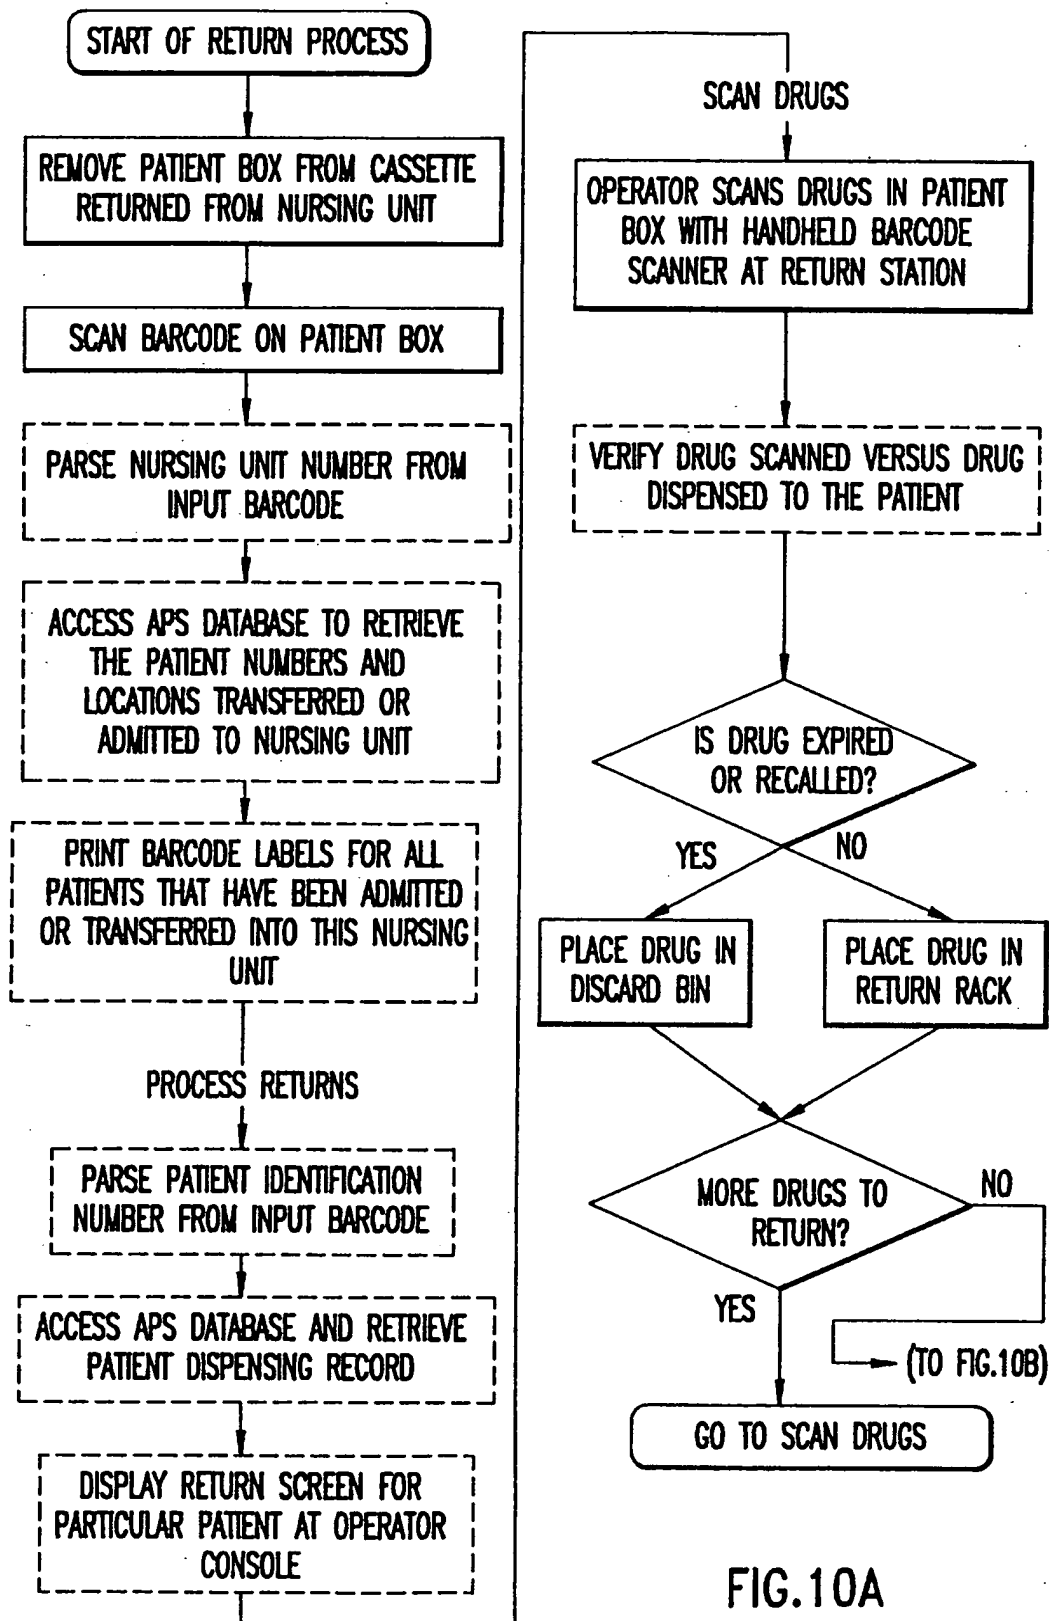 START OF RETURN PROCESS
REMOVE PATIENT BOX FROM CASSETTE
RETURNED FROM NURSING UNIT
SCAN BARCODE ON PATIENT BOX
PARSE NURSING UNIT NUMBER FROM
INPUT BARCODE
ACCESS APS DATABASE TO RETRIEVE
THE PATIENT NUMBERS AND
LOCATIONS TRANSFERRED OR
ADMITTED TO NURSING UNIT
PRINT BARCODE LABELS FOR ALL
PATIENTS THAT HAVE BEEN ADMITTED
OR TRANSFERRED INTO THIS NURSING
UNIT
PROCESS RETURNS
PARSE PATIENT IDENTIFICATION
NUMBER FROM INPUT BARCODE
ACCESS APS DATABASE AND RETRIEVE
PATIENT DISPENSING RECORD
DISPLAY RETURN SCREEN FOR
PARTICULAR PATIENT AT OPERATOR
CONSOLE
SCAN DRUGS
OPERATOR SCANS DRUGS IN PATIENT
BOX WITH HANDHELD BARCODE
SCANNER AT RETURN STATION
VERIFY DRUG SCANNED VERSUS DRUG
DISPENSED TO THE PATIENT
IS DRUG EXPIRED
OR RECALLED?
YES
NO
PLACE DRUG IN
DISCARD BIN
PLACE DRUG IN
RETURN RACK
MORE DRUGS TO
RETURN?
NO
YES
(TO FIG.10B)
GO TO SCAN DRUGS
FIG.10A